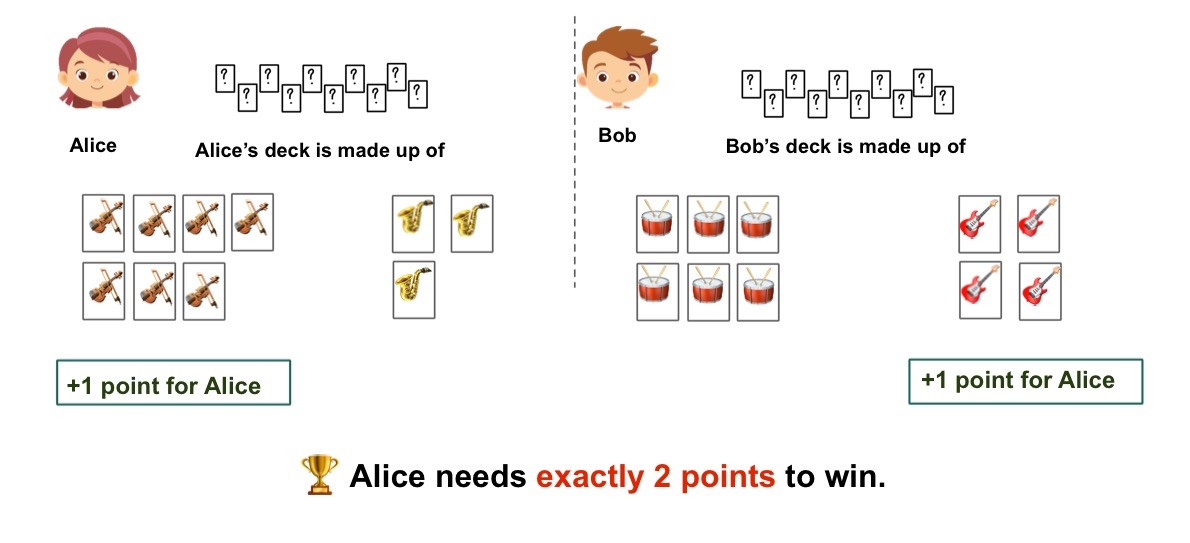 ? ? ? ? ? ? ? ? ? ?
? ? ? ? ? ? ? ? ? ?
Alice
Alice’s deck is made up of
Bob
Bob’s deck is made up of
+1 point for Alice
+1 point for Alice
Alice needs exactly 2 points to win.